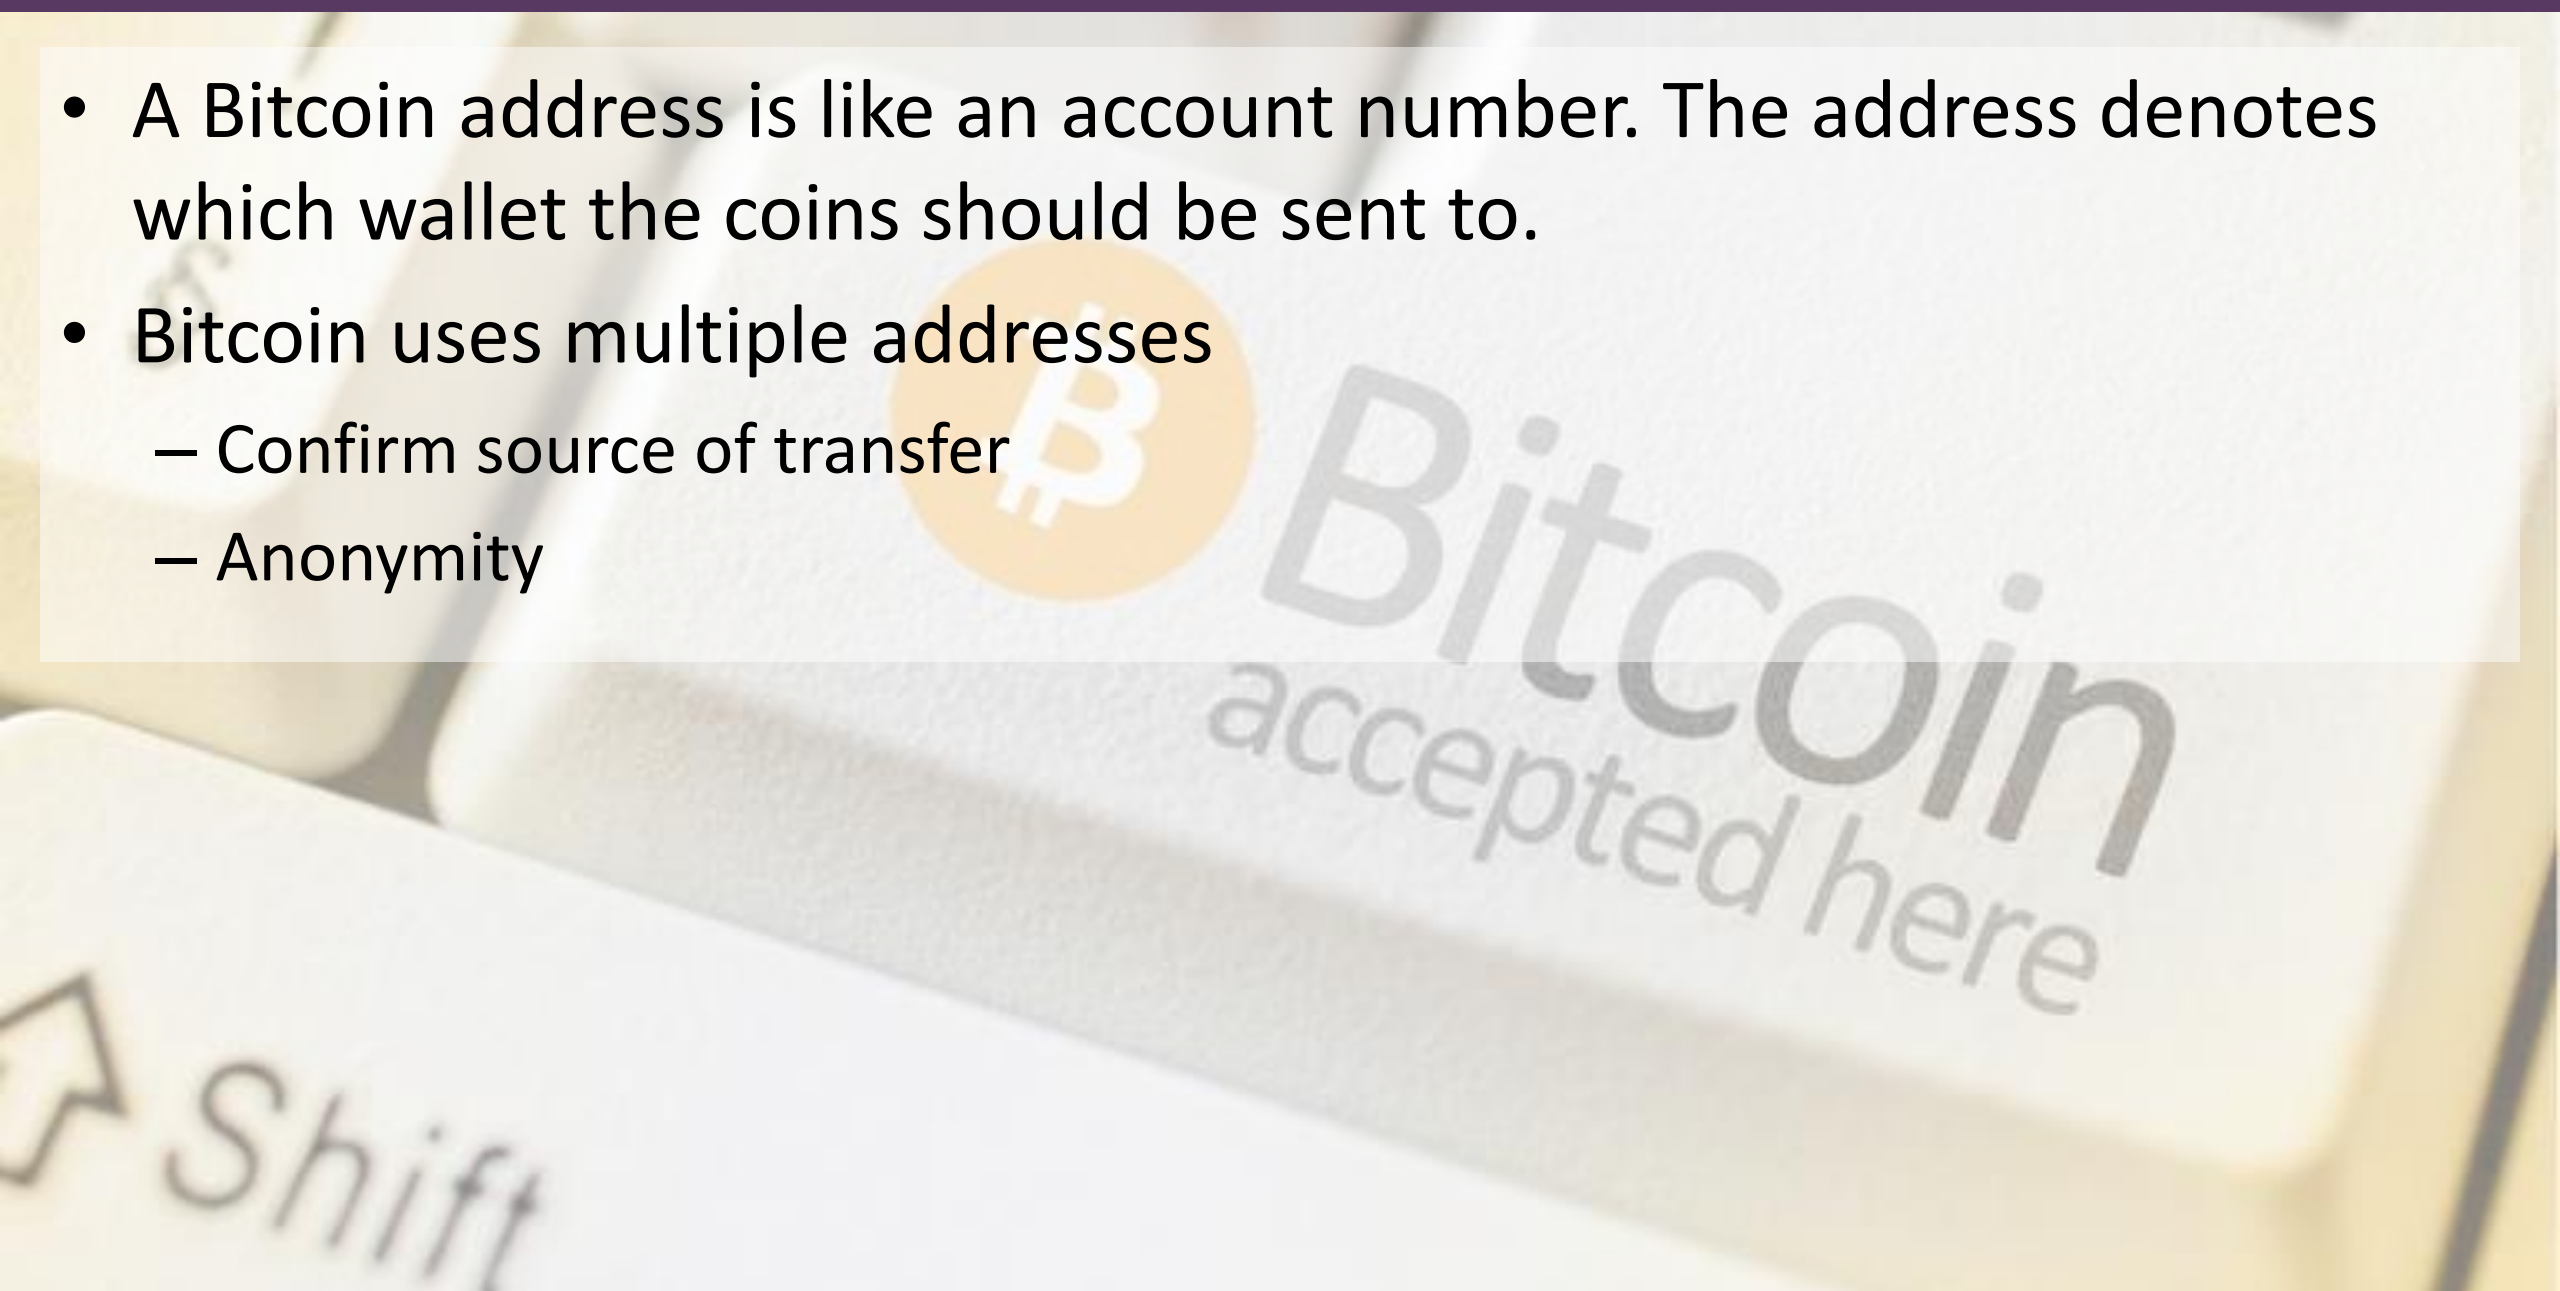 • A Bitcoin address is like an account number. The address denotes
which wallet the coins should be sent to.
• Bitcoin uses multiple addresses
– Confirm source of transfer
– Anonymity
Bitcoin
accepted here
Shift